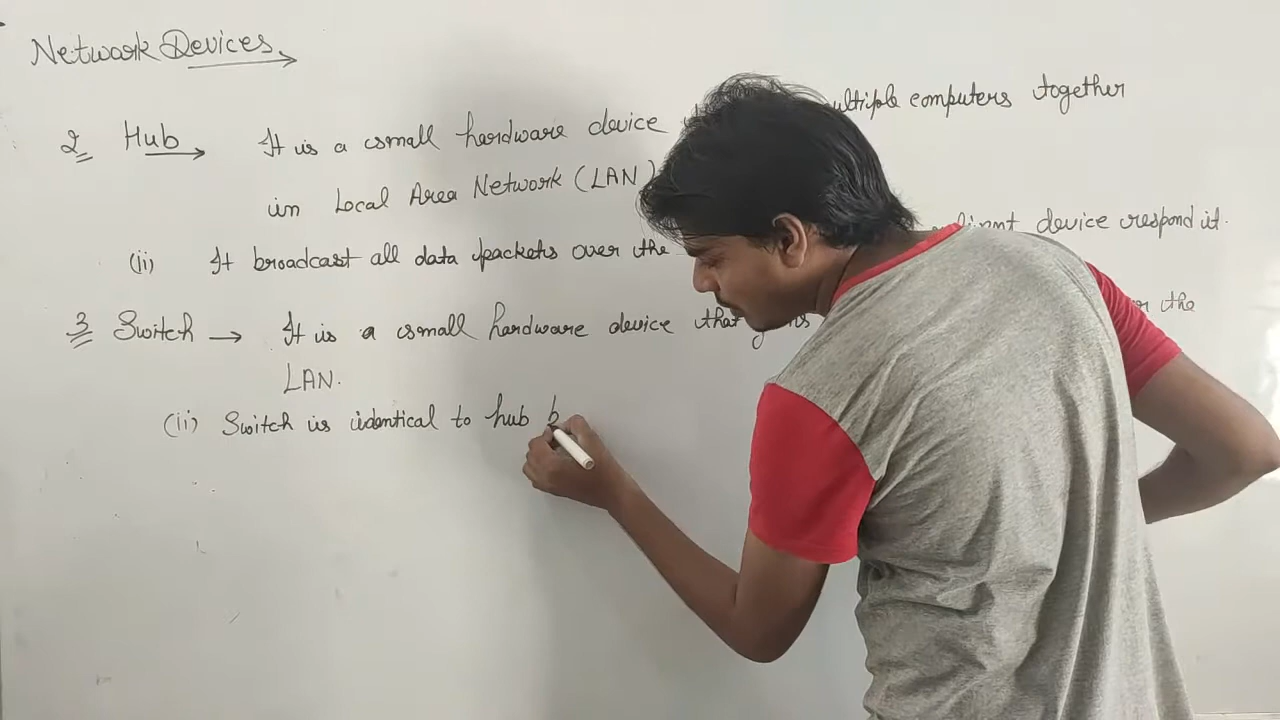 Network Devices
2 Hub It is a small hardware device multiple computers together
in Local Area Network (LAN)
(ii) It broadcast all data packets over the device respond it.
3 Switch → It is a small hardware device that the
LAN.
(ii) Switch is identical to hub b